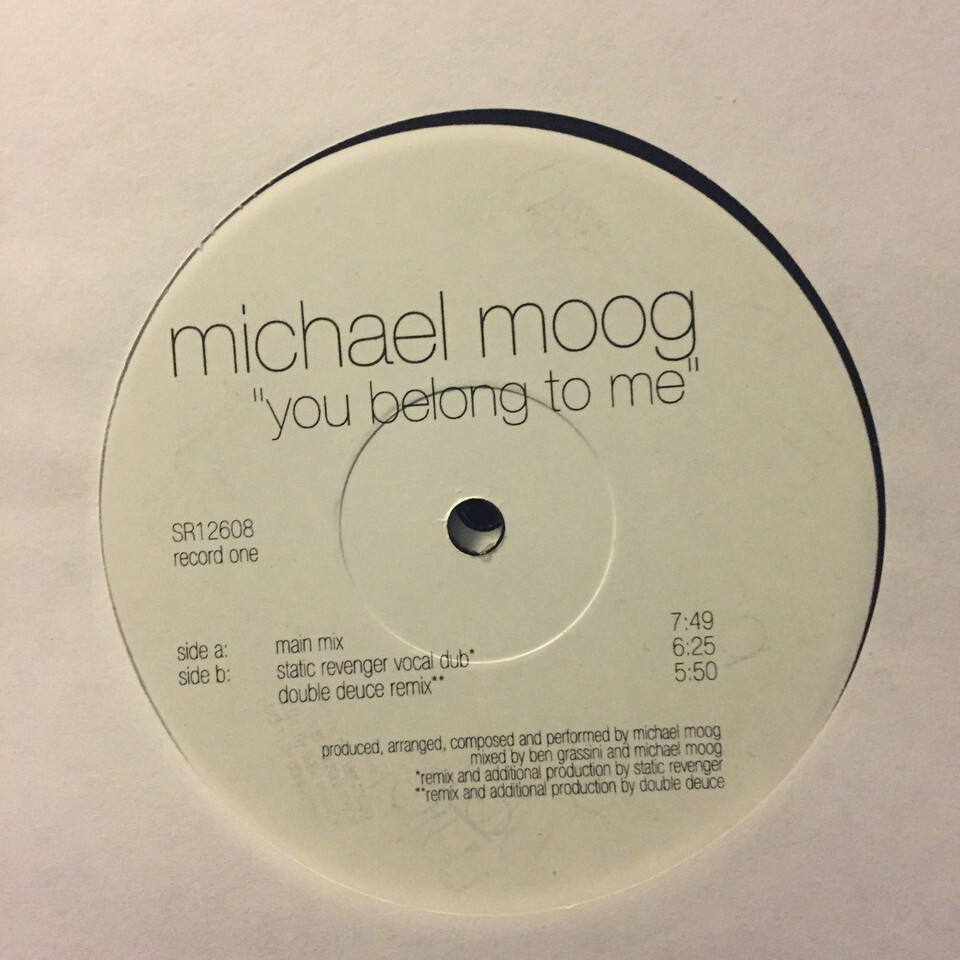 michael moog
"you belong to me"
SR12608
record one
side a: main mix 7:49
side b: static revenger vocal dub* 6:25
double deuce remix** 5:50
produced, arranged, composed and performed by michael moog
mixed by ben grassini and michael moog
*remix and additional production by static revenger
**remix and additional production by double deuce